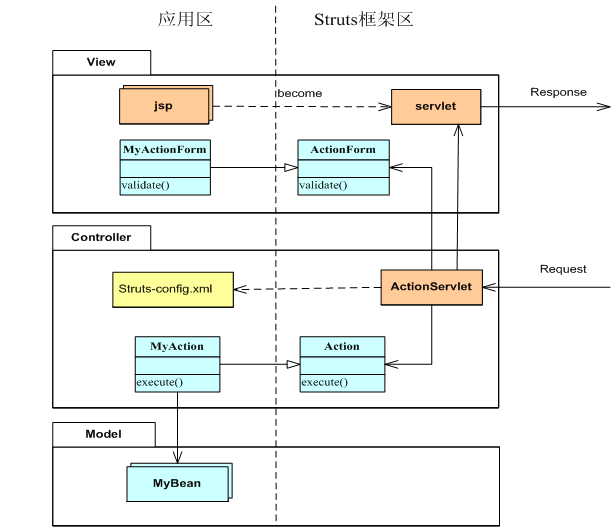 应用区
Struts框架区
View
jsp
become
servlet
Response
MyActionForm
validate()
ActionForm
validate()
Controller
Struts-config.xml
ActionServlet
Request
MyAction
execute()
Action
execute()
Model
MyBean